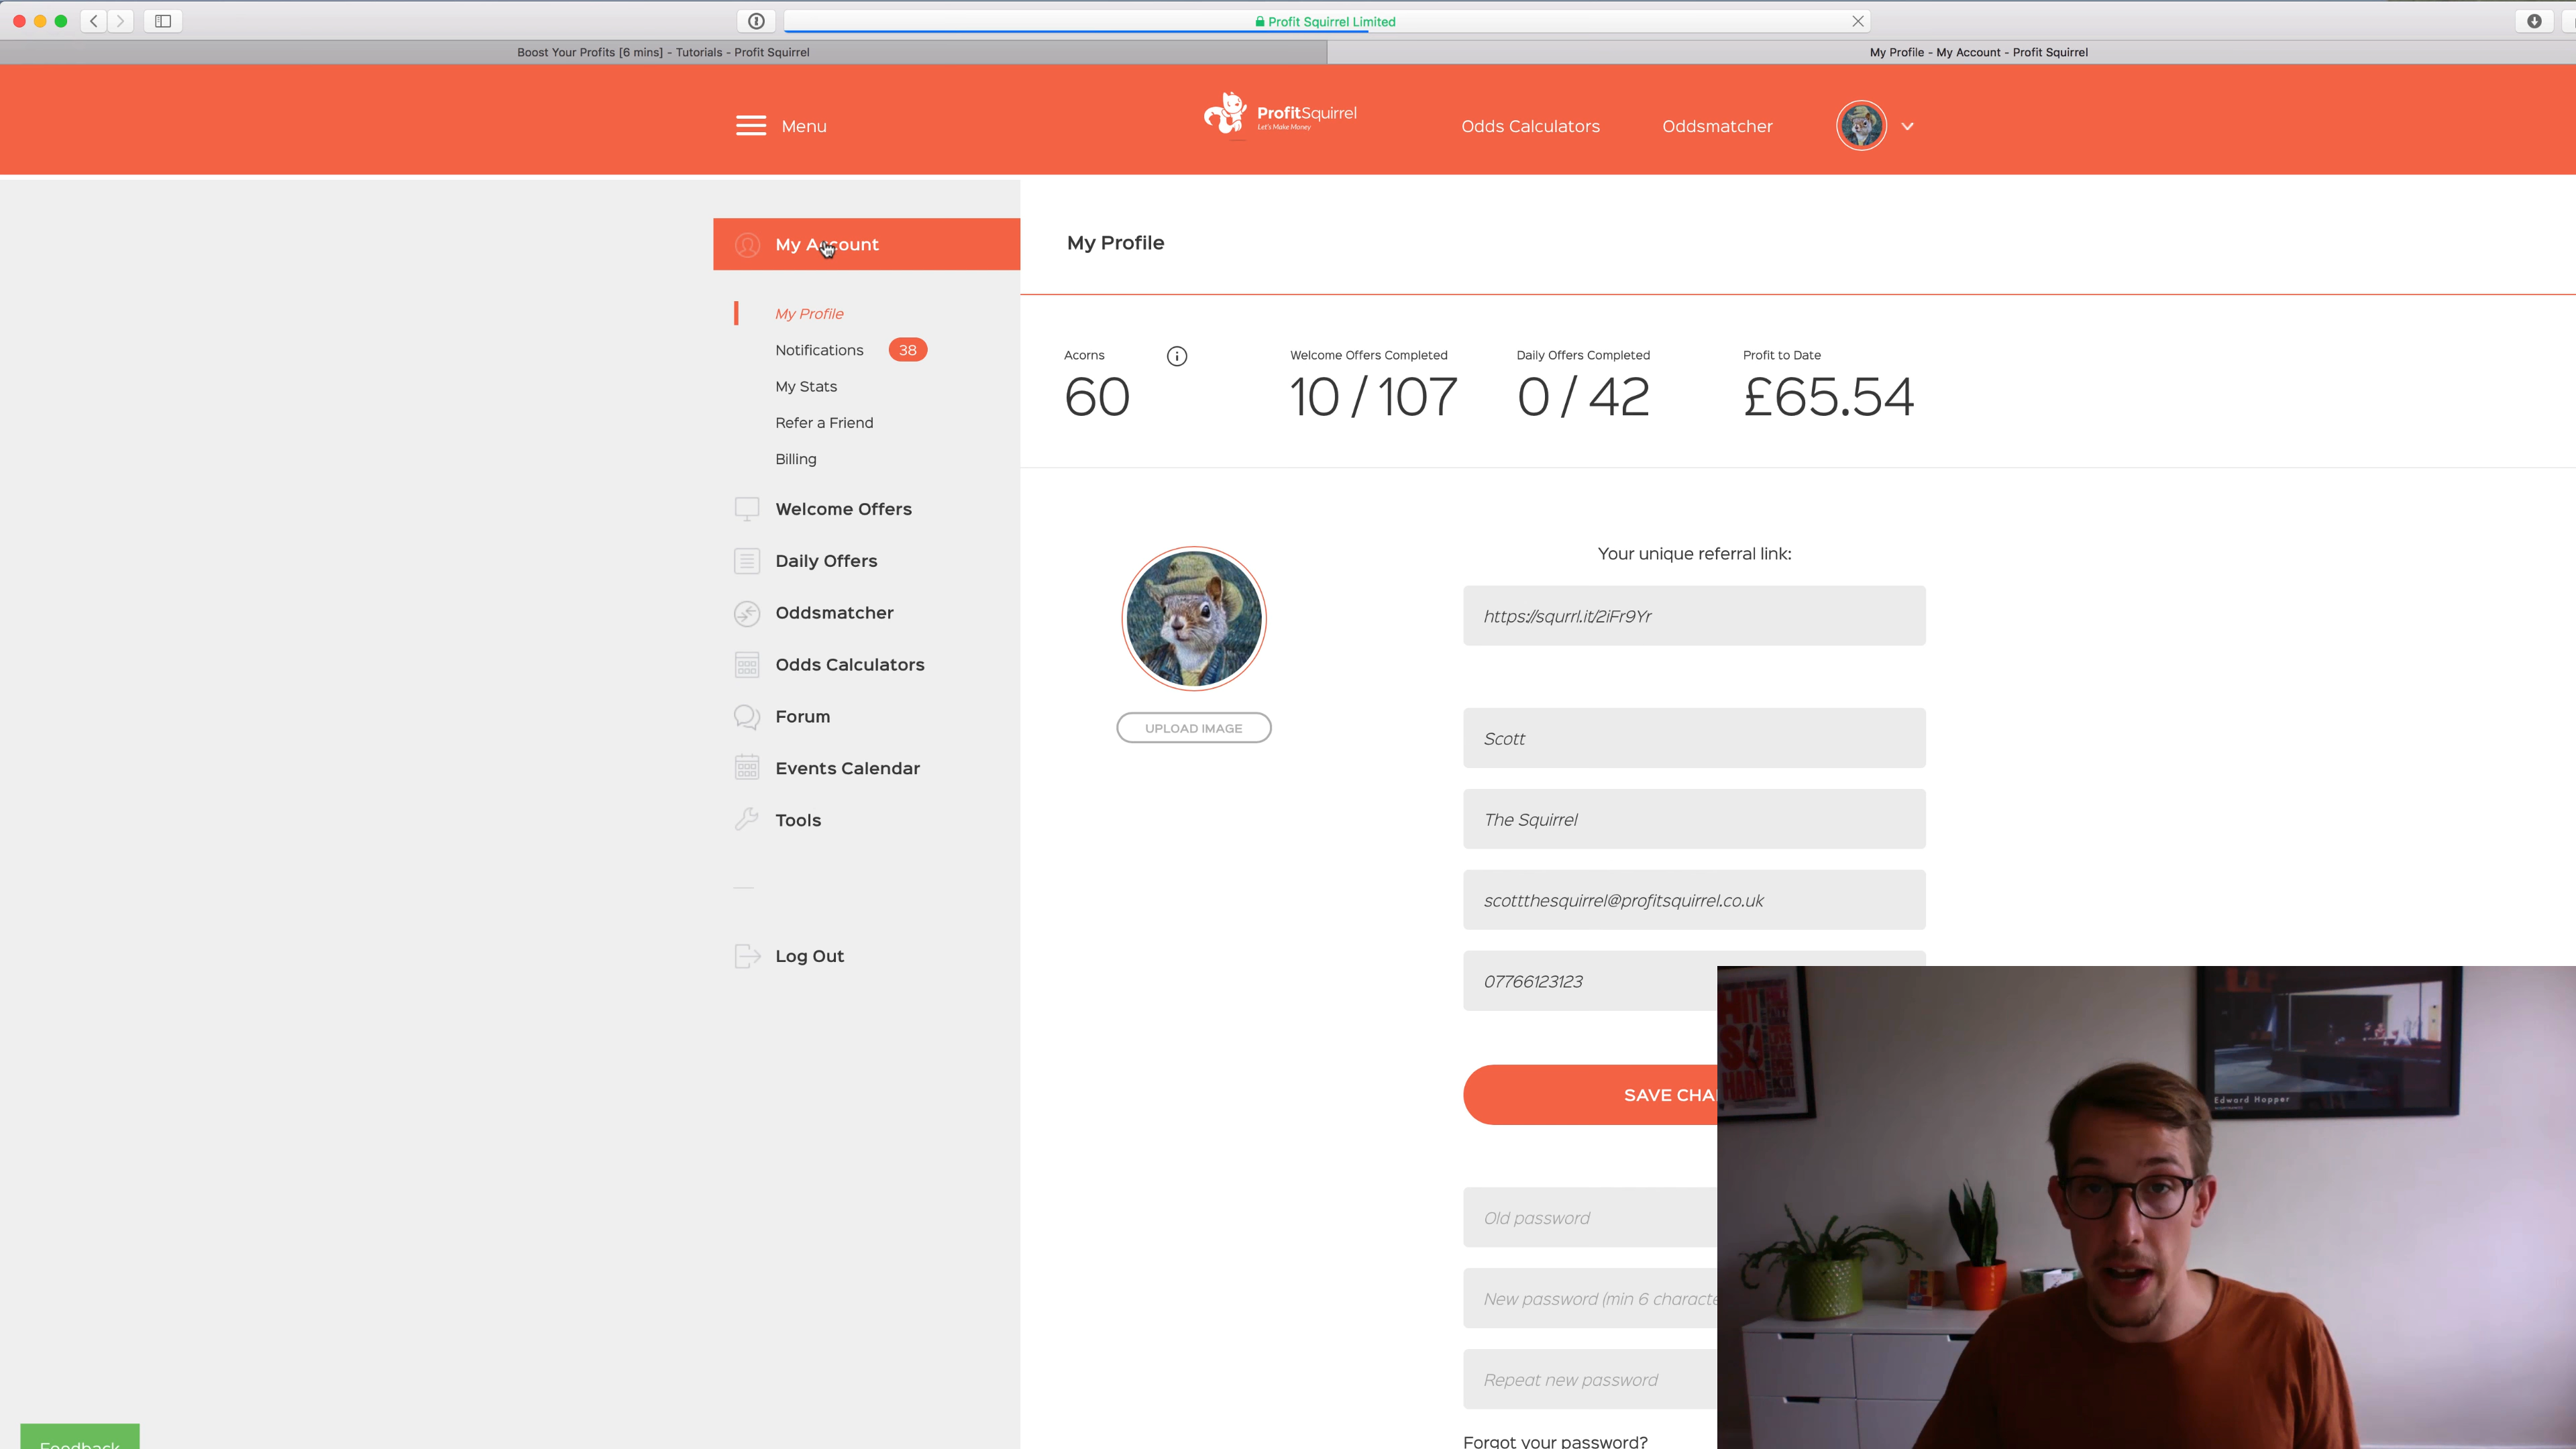 Profit Squirrel Limited
Boost Your Profits [6 mins] - Tutorials - Profit Squirrel
My Profile - My Account - Profit Squirrel
Menu
ProfitSquirrel
Let's Make Money
Odds Calculators
Oddsmatcher
My Account
My Profile
Notifications 38
My Stats
Refer a Friend
Billing
Welcome Offers
Daily Offers
Oddsmatcher
Odds Calculators
Forum
Events Calendar
Tools
Log Out
Feedback
My Profile
Acorns
60
Welcome Offers Completed
10 / 107
Daily Offers Completed
0 / 42
Profit to Date
£65.54
UPLOAD IMAGE
Your unique referral link:
https://squrrl.it/2iFr9Yr
Scott
The Squirrel
scottthesquirrel@profitsquirrel.co.uk
07766123123
SAVE CHA
Old password
New password (min 6 characte
Repeat new password
Forgot your password?
Edward Hopper